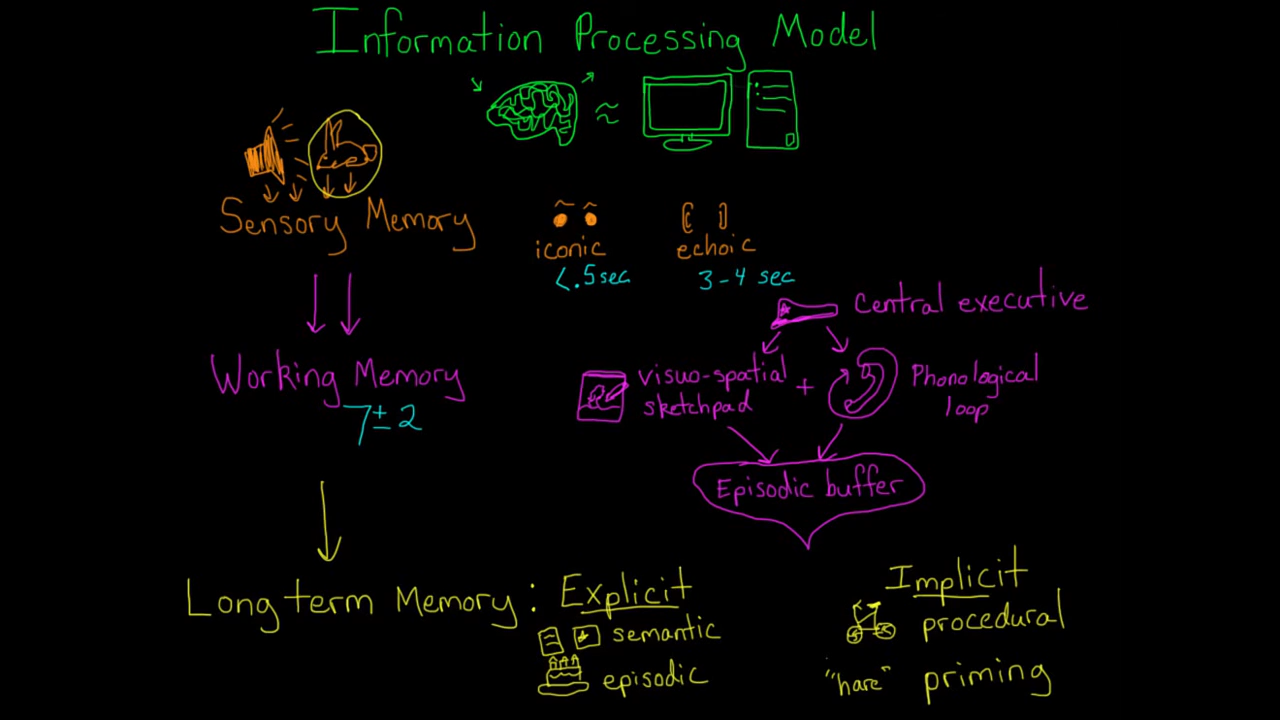 Information Processing Model
≈
Sensory Memory
iconic
echoic
<.5sec
3-4 sec
Central executive
Working Memory
7±2
visuo-spatial
sketchpad
+
Phonological
loop
Episodic buffer
Long term Memory: Explicit
semantic
episodic
Implicit
procedural
"hare" priming